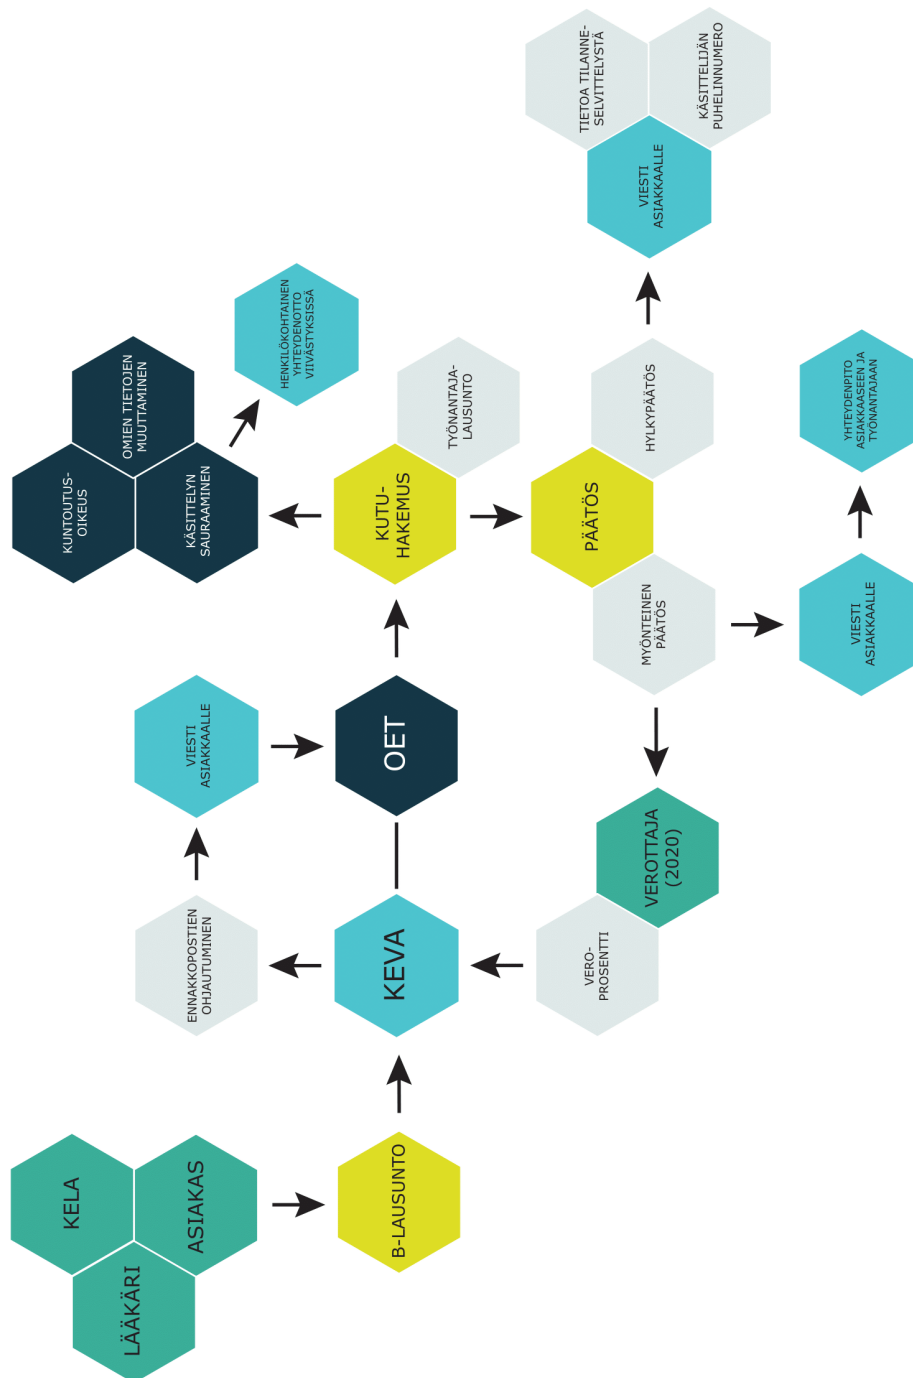 LÄÄKÄRI
KELA
ASIAKAS
B-LAUSUNTO
KEVA
ENNAKKOPOSTIEN
OHJAUTUMINEN
VIESTI
ASIAKKAALLE
OET
KUTU-
HAKEMUS
TYÖNANTAJA-
LAUSUNTO
KUNTOUTUS-
OIKEUS
OMIEN TIETOJEN
MUUTTAMINEN
KÄSITTELYN
SAURAAMINEN
HENKILÖKOHTAINEN
YHTEYDENOTTO
VIIVÄSTYKSISSÄ
PÄÄTÖS
HYLKYPÄÄTÖS
MYÖNTEINEN
PÄÄTÖS
VEROTTAJA
(2020)
VERO-
PROSENTTI
VIESTI
ASIAKKAALLE
YHTEYDENPITO
ASIAKKAASEEN JA
TYÖNANTAJAAN
VIESTI
ASIAKKAALLE
TIETOA TILANNE-
SELVITTELYSTÄ
KÄSITTELIJÄN
PUHELINNUMERO